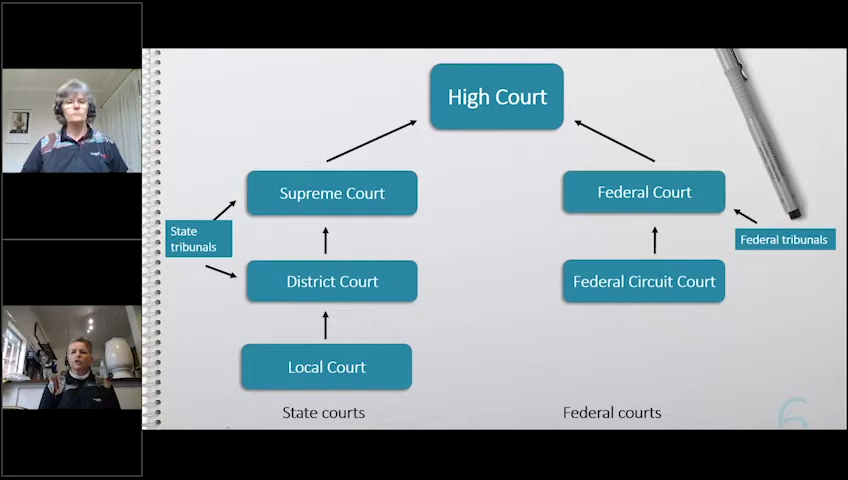 High Court
Supreme Court
Federal Court
State
tribunals
Federal tribunals
District Court
Federal Circuit Court
Local Court
State courts
Federal courts
6